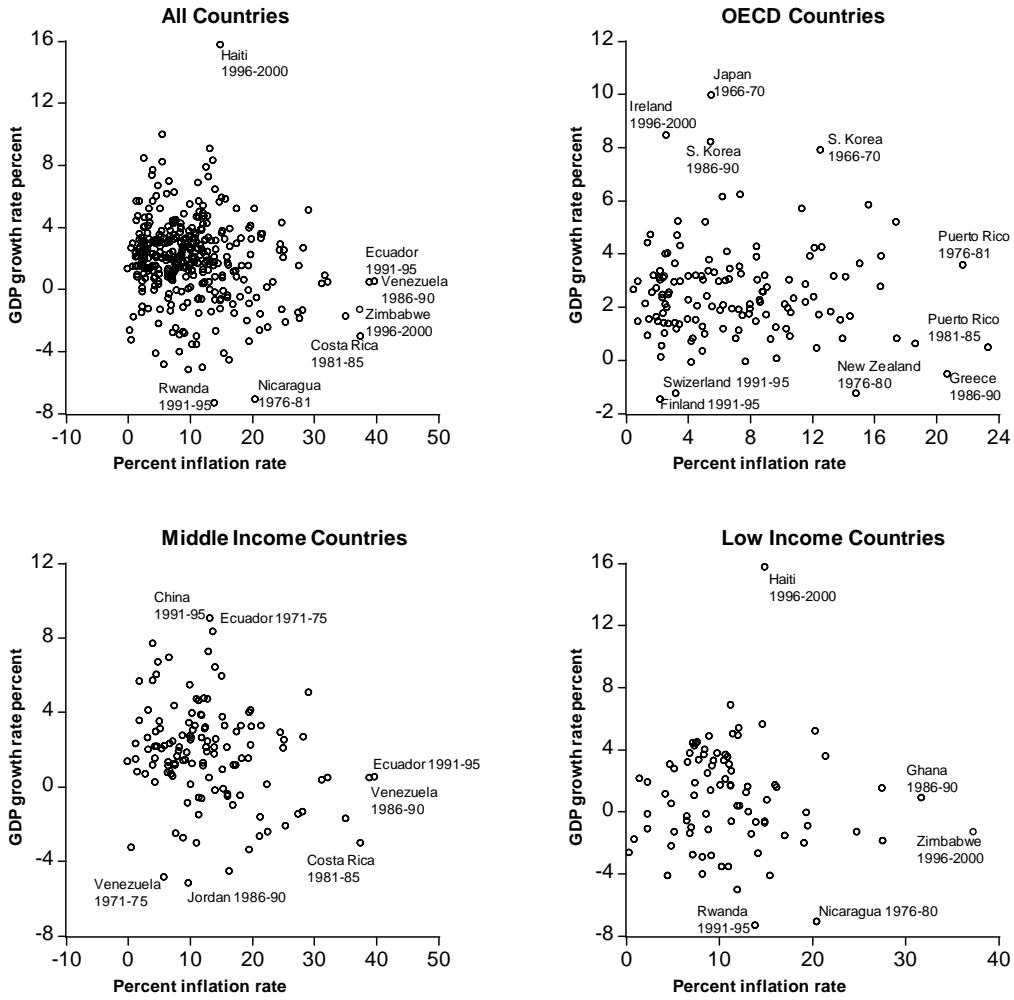 All Countries
16
12
8
4
0
-4
-8
-10
0
10
20
30
40
50
GDP growth rate percent
Percent inflation rate
Haiti
1996-2000
Ecuador
1991-95
Venezuela
1986-90
Zimbabwe
1996-2000
Costa Rica
1981-85
Rwanda
1991-95
Nicaragua
1976-81
OECD Countries
12
10
8
6
4
2
0
-2
0
4
8
12
16
20
24
GDP growth rate percent
Percent inflation rate
Japan
1966-70
Ireland
1996-2000
S. Korea
1986-90
S. Korea
1966-70
Puerto Rico
1976-81
Puerto Rico
1981-85
New Zealand
1976-80
Greece
1986-90
Swizerland 1991-95
Finland 1991-95
Middle Income Countries
12
8
4
0
-4
-8
-10
0
10
20
30
40
50
GDP growth rate percent
Percent inflation rate
China
1991-95
Ecuador 1971-75
Ecuador 1991-95
Venezuela
1986-90
Costa Rica
1981-85
Venezuela
1971-75
Jordan 1986-90
Low Income Countries
16
12
8
4
0
-4
-8
0
10
20
30
40
GDP growth rate percent
Percent inflation rate
Haiti
1996-2000
Ghana
1986-90
Zimbabwe
1996-2000
Rwanda
1991-95
Nicaragua 1976-80